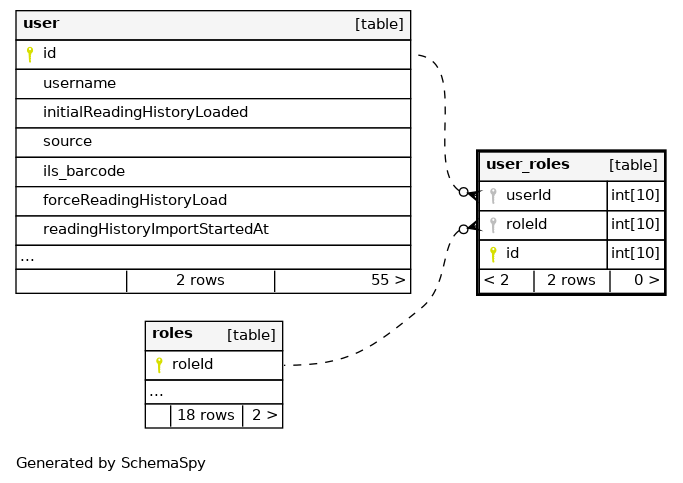 user [table]
id
username
initialReadingHistoryLoaded
source
ils_barcode
forceReadingHistoryLoad
readingHistoryImportStartedAt
...
2 rows 55 >
user_roles [table]
userId int[10]
roleId int[10]
id int[10]
< 2 2 rows 0 >
roles [table]
roleId
...
18 rows 2 >
Generated by SchemaSpy